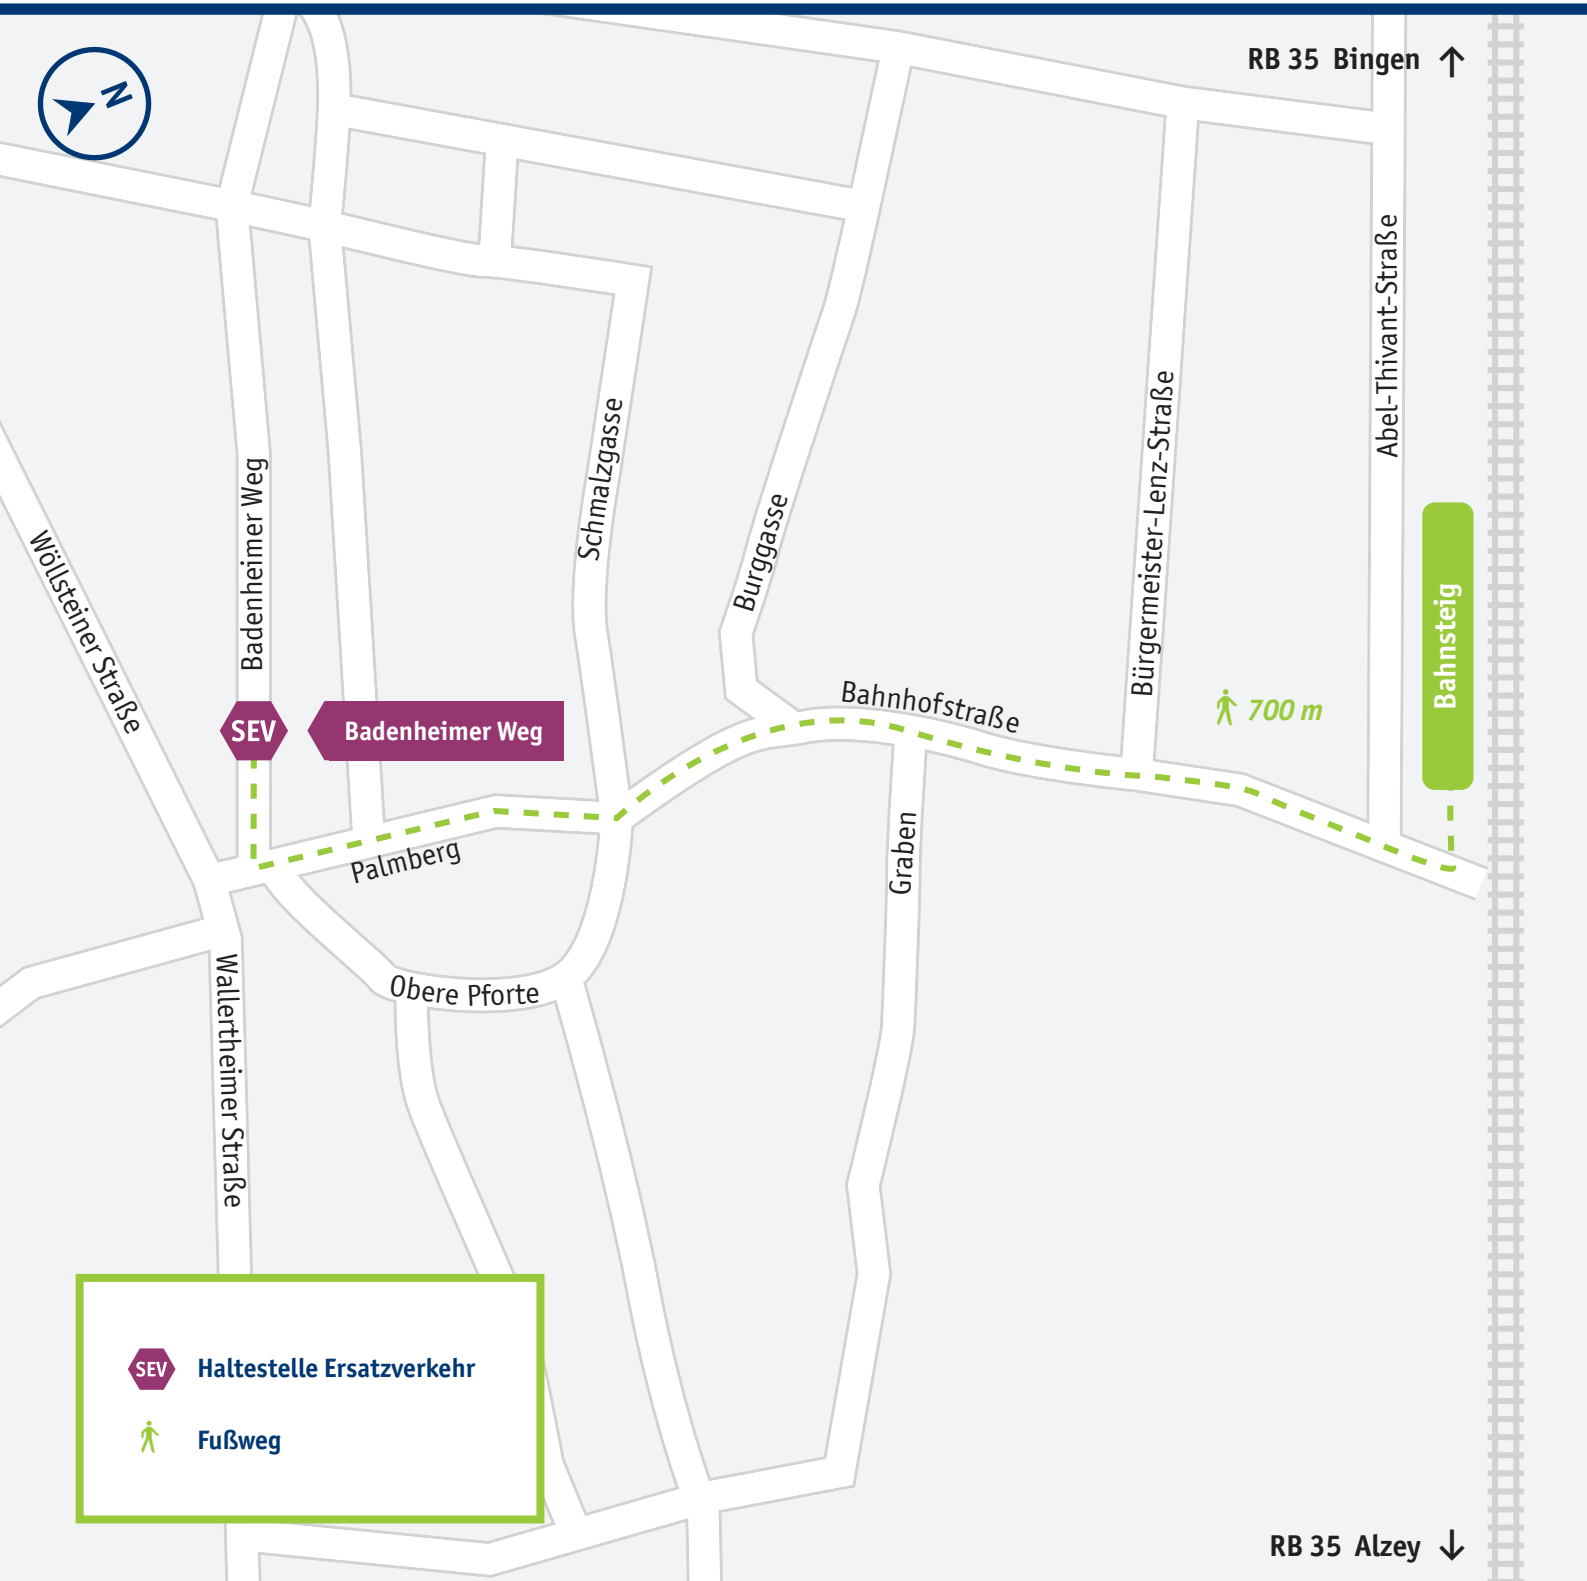 RB 35 Bingen
N
Abel-Thivant-Straße
Bürgermeister-Lenz-Straße
Schmalzgasse
Badenheimer Weg
Burggasse
Wöllsteiner Straße
Bahnsteig
Bahnhofstraße
700 m
SEV
Badenheimer Weg
Graben
Palmberg
Obere Pforte
Wallertheimer Straße
SEV Haltestelle Ersatzverkehr
Fußweg
RB 35 Alzey